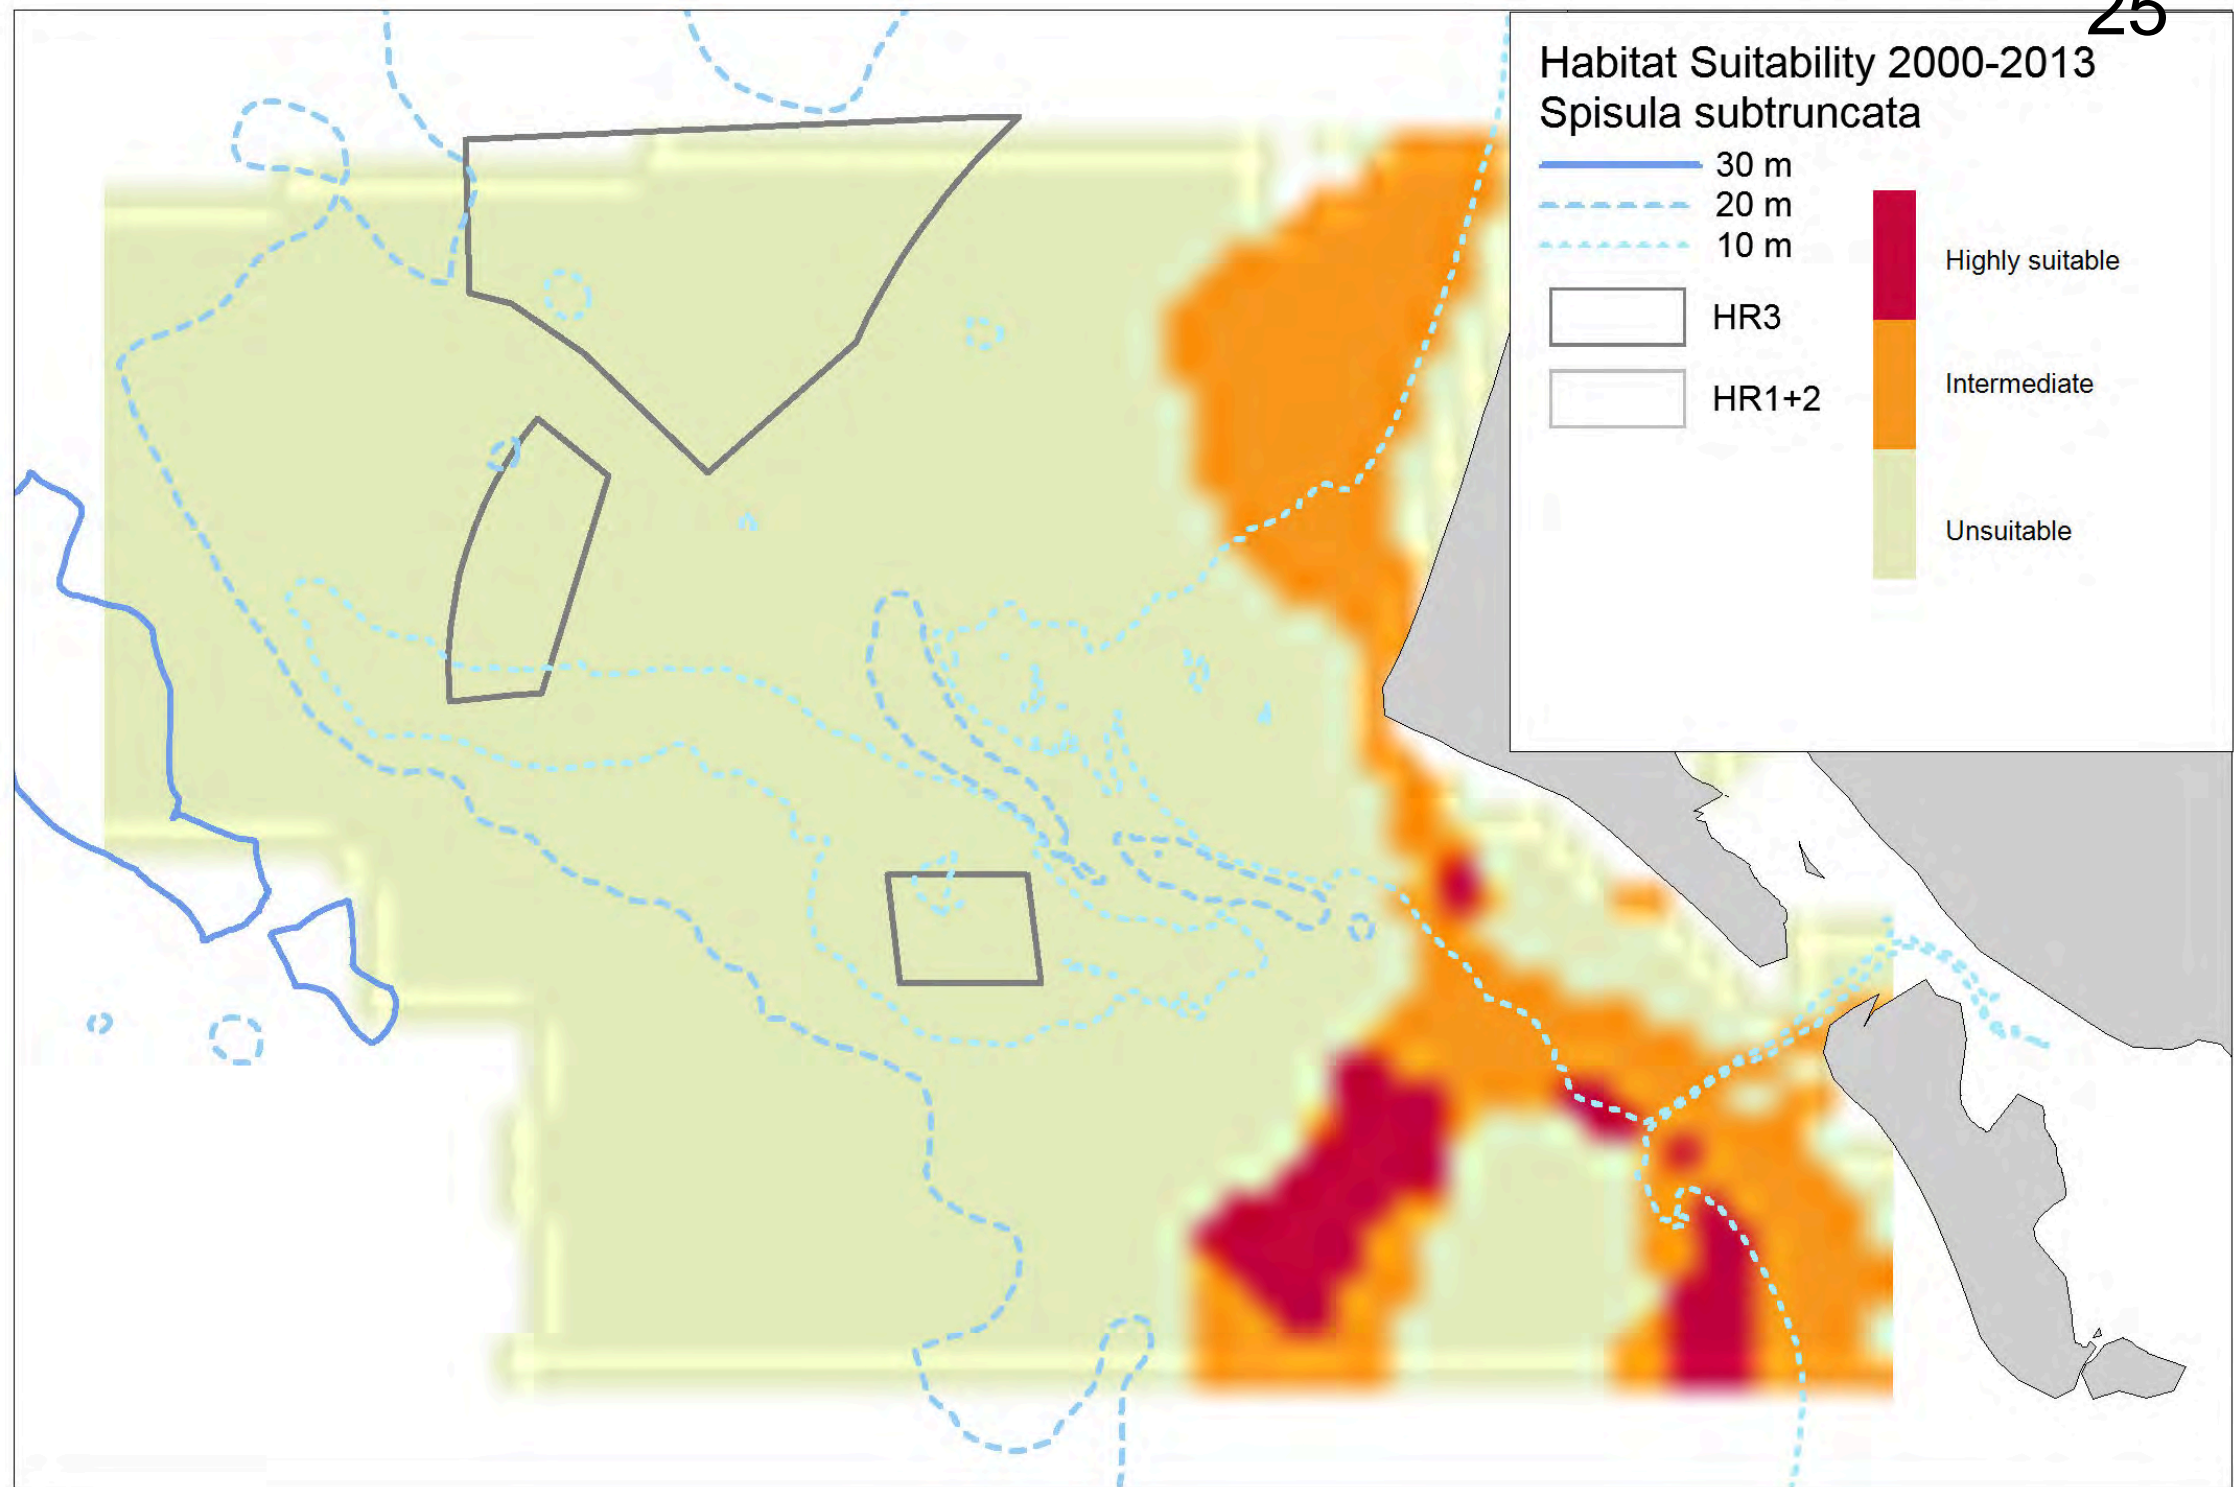 25
Habitat Suitability 2000-2013
Spisula subtruncata
30 m
20 m
10 m
HR3
HR1+2
Highly suitable
Intermediate
Unsuitable